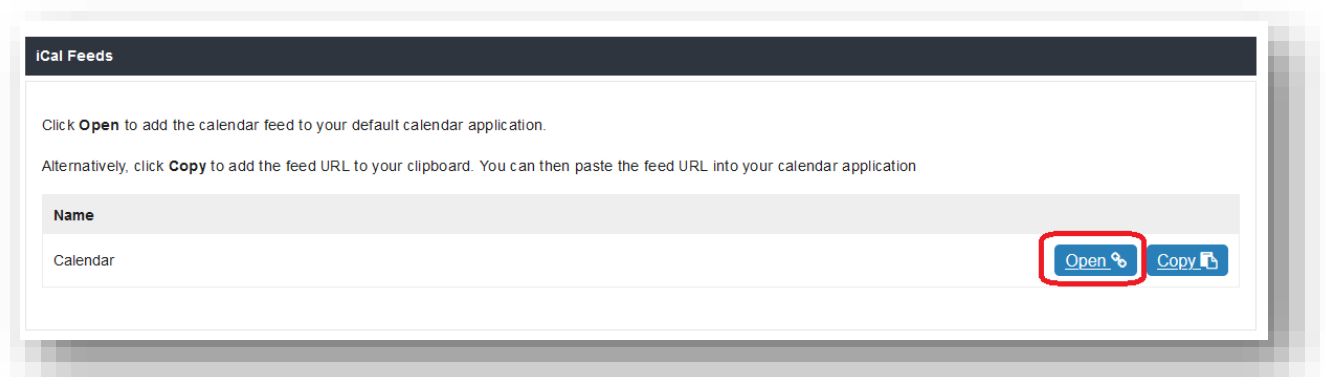 iCal Feeds
Click Open to add the calendar feed to your default calendar application.
Alternatively, click Copy to add the feed URL to your clipboard. You can then paste the feed URL into your calendar application
Name
Calendar
Open
Copy